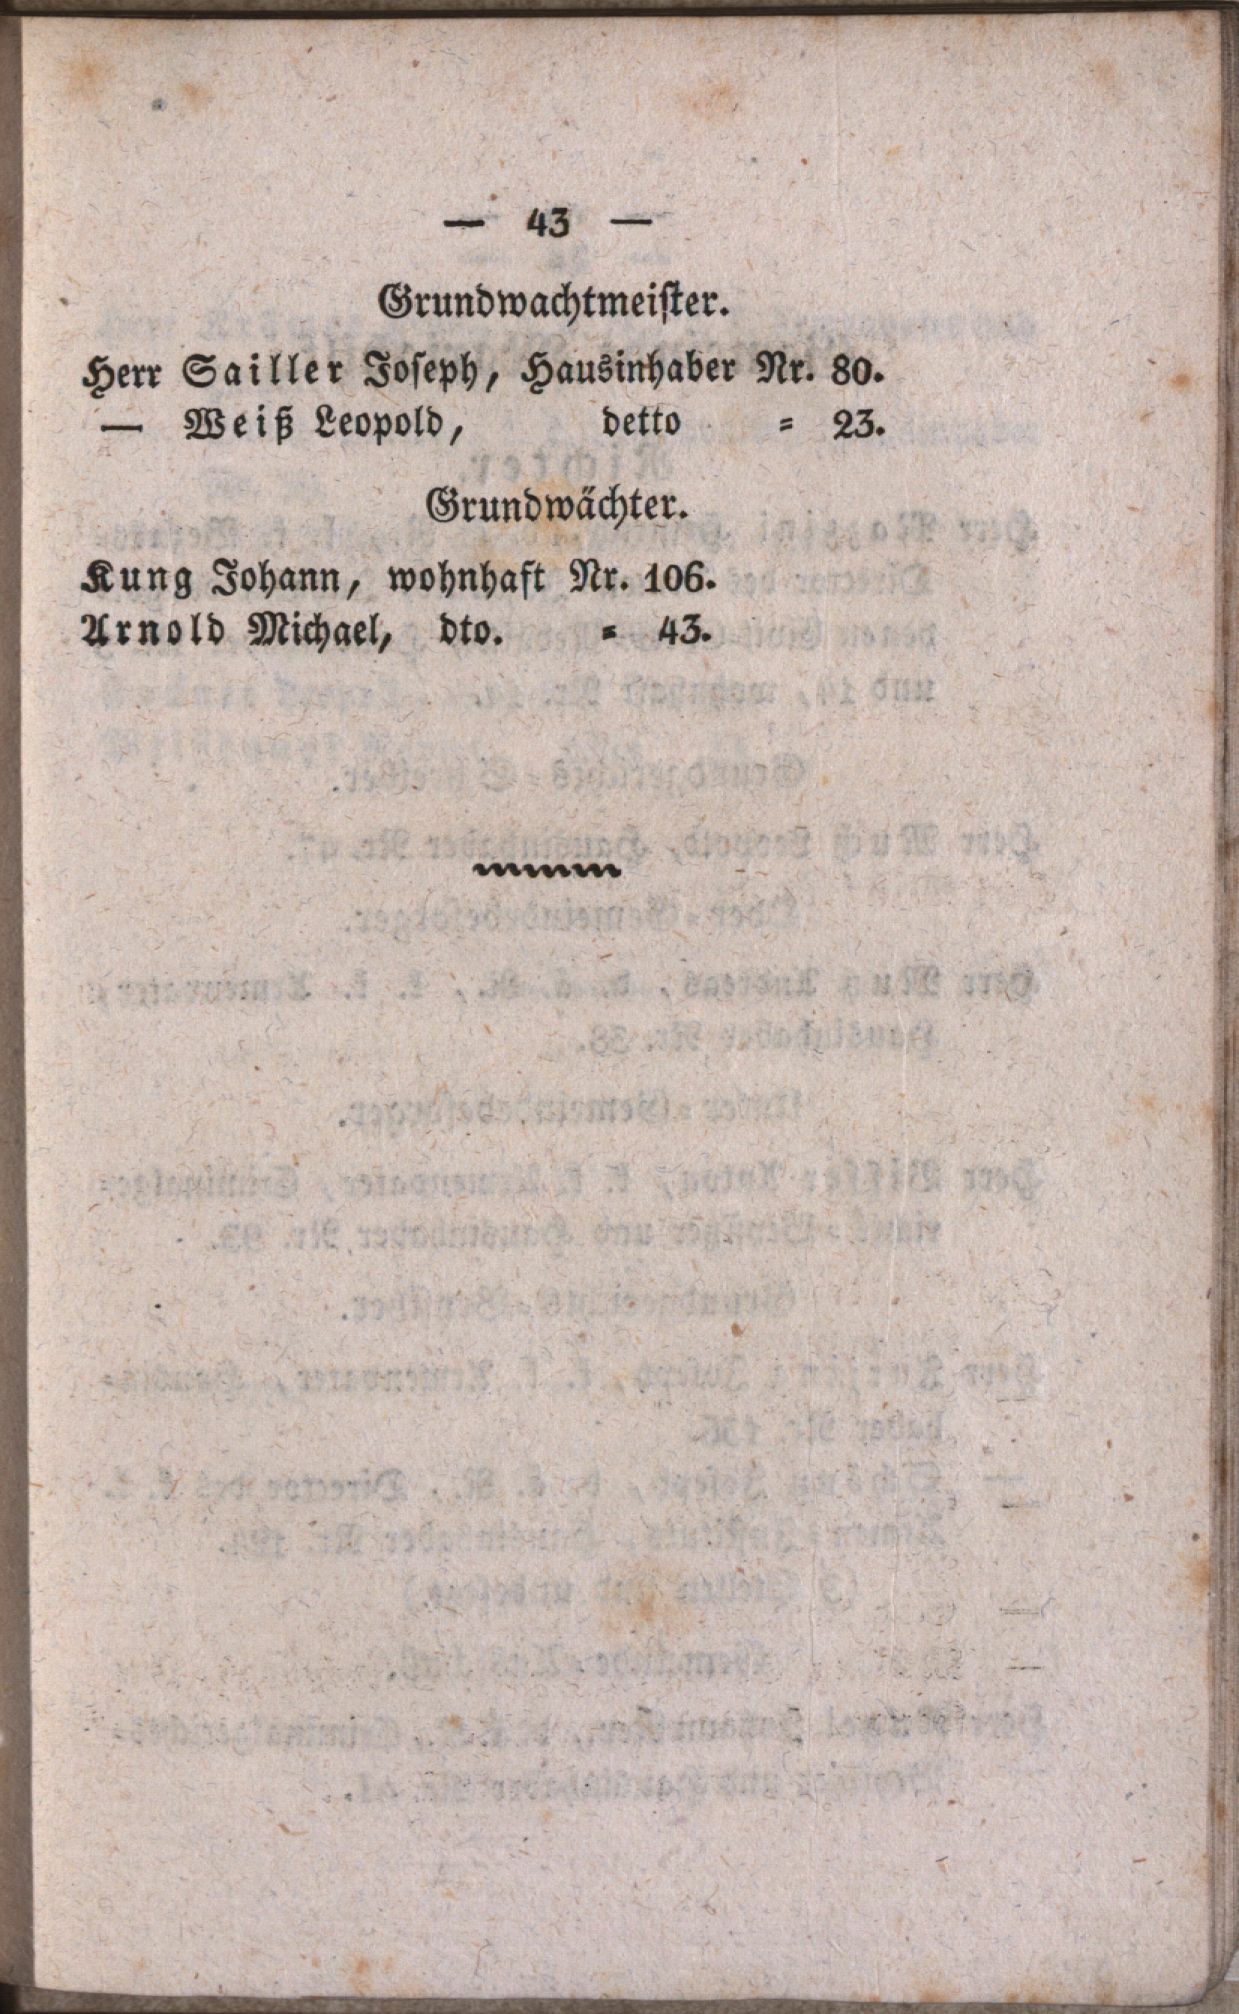 — 43 —
Grundwachtmeister.
Herr Sailler Joseph, Hausinhaber Nr. 80.
— Weiß Leopold, detto = 23.
Grundwächter.
Kung Johann, wohnhaft Nr. 106.
Arnold Michael, dto. = 43.